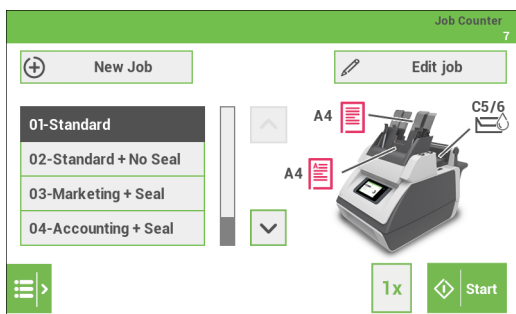 Job Counter
7
New Job
Edit job
01-Standard
02-Standard + No Seal
03-Marketing + Seal
04-Accounting + Seal
A4
C5/6
A4
1x
Start